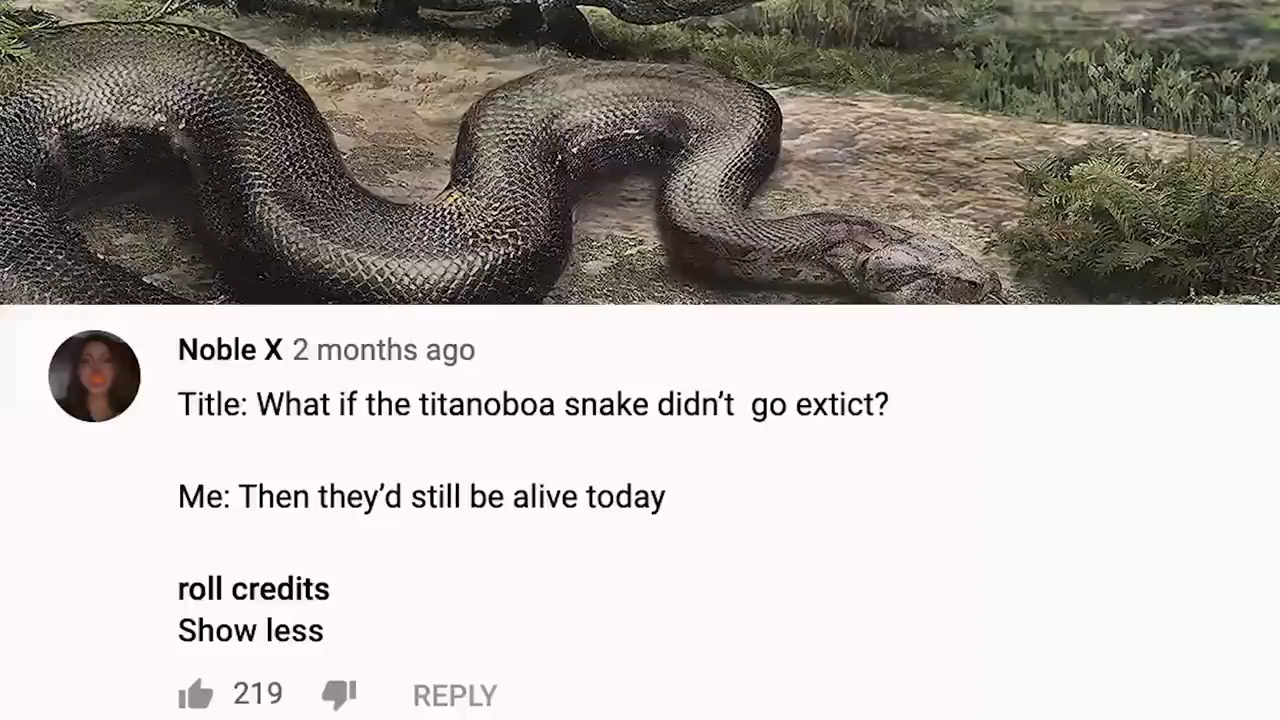 Noble X 2 months ago
Title: What if the titanoboa snake didn’t  go extict?
Me: Then they’d still be alive today
roll credits
Show less
219 REPLY